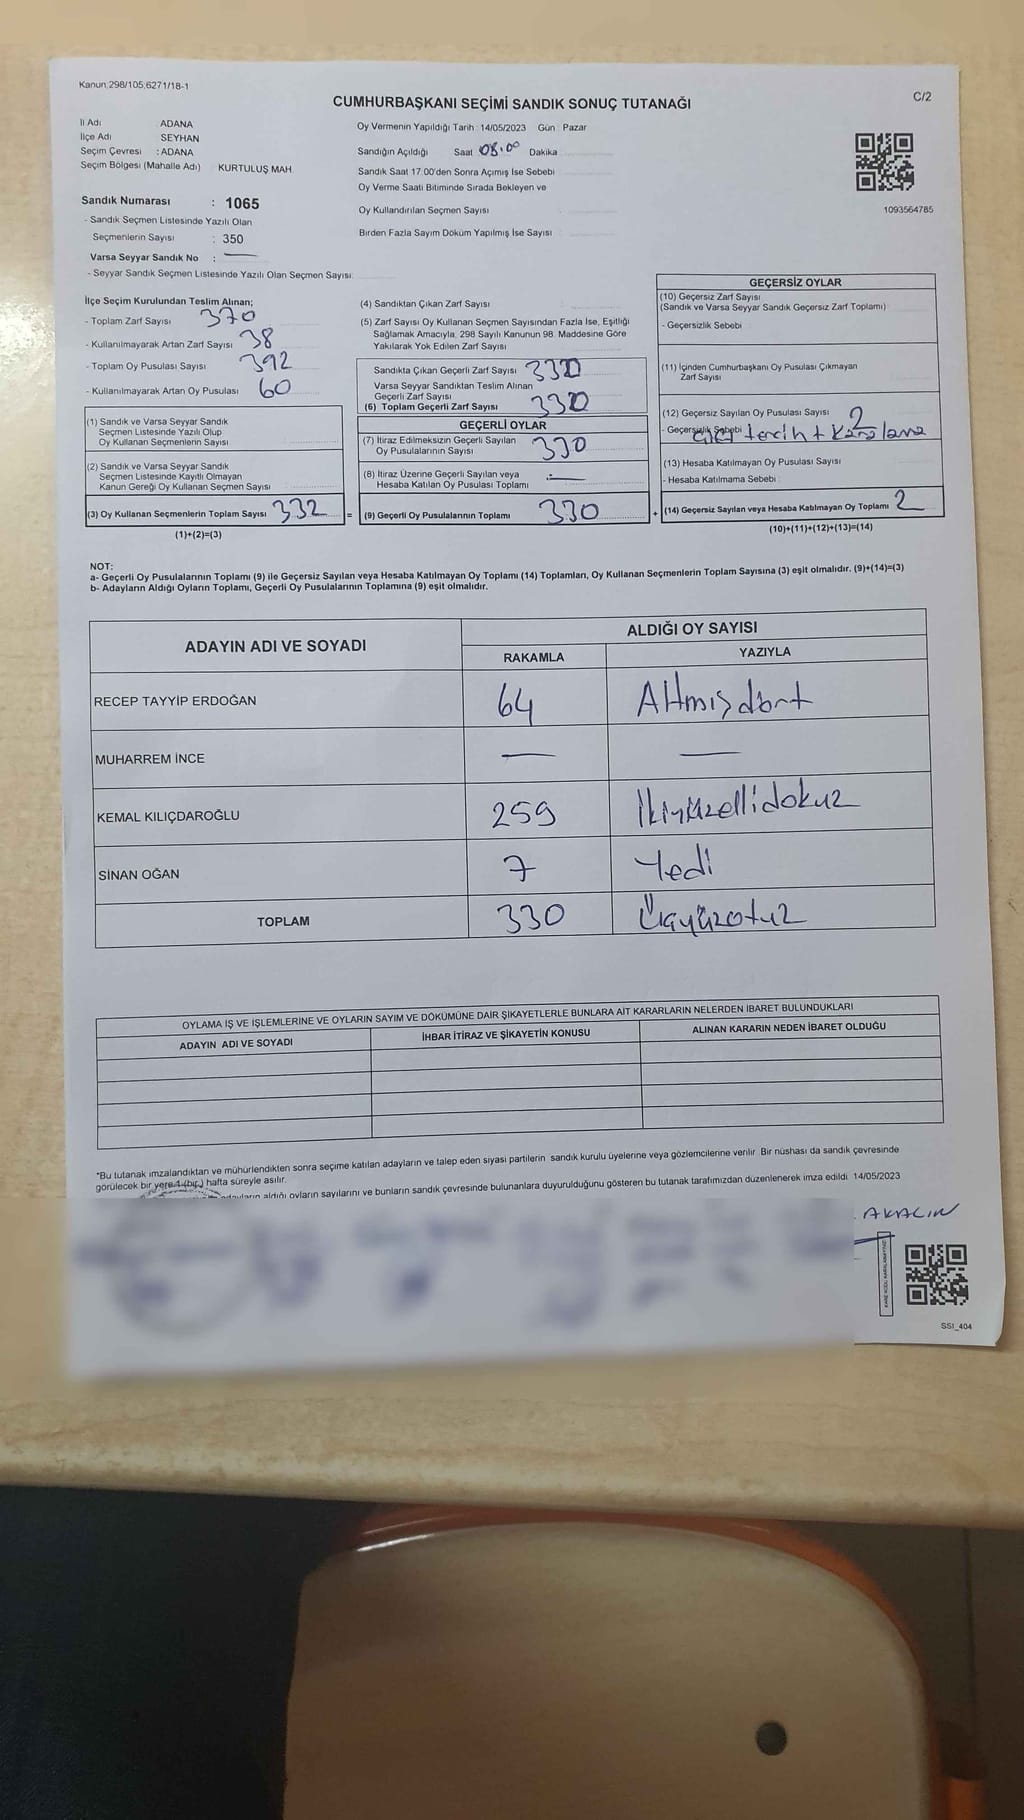 Kanun:298/105;6271/18-1
C/2
CUMHURBAŞKANI SEÇİMİ SANDIK SONUÇ TUTANAĞI
İl Adı ADANA
İlçe Adı SEYHAN
Seçim Çevresi : ADANA
Seçim Bölgesi (Mahalle Adı) KURTULUŞ MAH.
Oy Vermenin Yapıldığı Tarih : 14/05/2023 Gün : Pazar
Sandığın Açıldığı Saat 08.00 Dakika
Sandık Saat 17.00'den Sonra Açımış İse Sebebi
Oy Verme Saati Bitiminde Sırada Bekleyen ve
Oy Kullandırılan Seçmen Sayısı
Birden Fazla Sayım Döküm Yapılmış İse Sayısı
1093564785
Sandık Numarası : 1065
- Sandık Seçmen Listesinde Yazılı Olan
Seçmenlerin Sayısı : 350
Varsa Seyyar Sandık No : —
- Seyyar Sandık Seçmen Listesinde Yazılı Olan Seçmen Sayısı:
İlçe Seçim Kurulundan Teslim Alınan;
- Toplam Zarf Sayısı 370
- Kullanılmayarak Artan Zarf Sayısı 38
- Toplam Oy Pusulası Sayısı 392
- Kullanılmayarak Artan Oy Pusulası 60
(1) Sandık ve Varsa Seyyar Sandık
Seçmen Listesinde Yazılı Olup
Oy Kullanan Seçmenlerin Sayısı
(2) Sandık ve Varsa Seyyar Sandık
Seçmen Listesinde Kayıtlı Olmayan
Kanun Gereği Oy Kullanan Seçmen Sayısı
(3) Oy Kullanan Seçmenlerin Toplam Sayısı 332 =
(1)+(2)=(3)
(4) Sandıktan Çıkan Zarf Sayısı
(5) Zarf Sayısı Oy Kullanan Seçmen Sayısından Fazla İse, Eşitliği
Sağlamak Amacıyla, 298 Sayılı Kanunun 98. Maddesine Göre
Yakılarak Yok Edilen Zarf Sayısı
Sandıkta Çıkan Geçerli Zarf Sayısı 330
Varsa Seyyar Sandıktan Teslim Alınan
Geçerli Zarf Sayısı
(6) Toplam Geçerli Zarf Sayısı 330
GEÇERLİ OYLAR
(7) İtiraz Edilmeksizin Geçerli Sayılan
Oy Pusulalarının Sayısı 330
(8) İtiraz Üzerine Geçerli Sayılan veya
Hesaba Katılan Oy Pusulası Toplamı —
(9) Geçerli Oy Pusulalarının Toplamı 330 +
GEÇERSİZ OYLAR
(10) Geçersiz Zarf Sayısı
(Sandık ve Varsa Seyyar Sandık Geçersiz Zarf Toplamı)
- Geçersizlik Sebebi
(11) İçinden Cumhurbaşkanı Oy Pusulası Çıkmayan
Zarf Sayısı
(12) Geçersiz Sayılan Oy Pusulası Sayısı 2
- Geçersizlik Sebebi tercih + Karalama
(13) Hesaba Katılmayan Oy Pusulası Sayısı
- Hesaba Katılmama Sebebi
(14) Geçersiz Sayılan veya Hesaba Katılmayan Oy Toplamı 2
(10)+(11)+(12)+(13)=(14)
NOT:
a- Geçerli Oy Pusulalarının Toplamı (9) ile Geçersiz Sayılan veya Hesaba Katılmayan Oy Toplamı (14) Toplamları, Oy Kullanan Seçmenlerin Toplam Sayısına (3) eşit olmalıdır. (9)+(14)=(3)
b- Adayların Aldığı Oyların Toplamı, Geçerli Oy Pusulalarının Toplamına (9) eşit olmalıdır.
ADAYIN ADI VE SOYADI
ALDIĞI OY SAYISI
RAKAMLA YAZIYLA
RECEP TAYYİP ERDOĞAN 64 Altmışdört
MUHARREM İNCE — —
KEMAL KILIÇDAROĞLU 259 İkiyüzellidokuz
SİNAN OĞAN 7 Yedi
TOPLAM 330 Üçyüzotuz
OYLAMA İŞ VE İŞLEMLERİNE VE OYLARIN SAYIM VE DÖKÜMÜNE DAİR ŞİKAYETLERLE BUNLARA AİT KARARLARIN NELERDEN İBARET BULUNDUKLARI
ADAYIN ADI VE SOYADI İHBAR İTİRAZ VE ŞİKAYETİN KONUSU ALINAN KARARIN NEDEN İBARET OLDUĞU
*Bu tutanak imzalandıktan ve mühürlendikten sonra seçime katılan adayların ve talep eden siyasi partilerin sandık kurulu üyelerine veya gözlemcilerine verilir. Bir nüshası da sandık çevresinde
görülecek bir yere 1 (bir) hafta süreyle asılır.
adayların aldığı oyların sayılarını ve bunların sandık çevresinde bulunanlara duyurulduğunu gösteren bu tutanak tarafımızdan düzenlenerek imza edildi. 14/05/2023
AKALIN
SSI_404